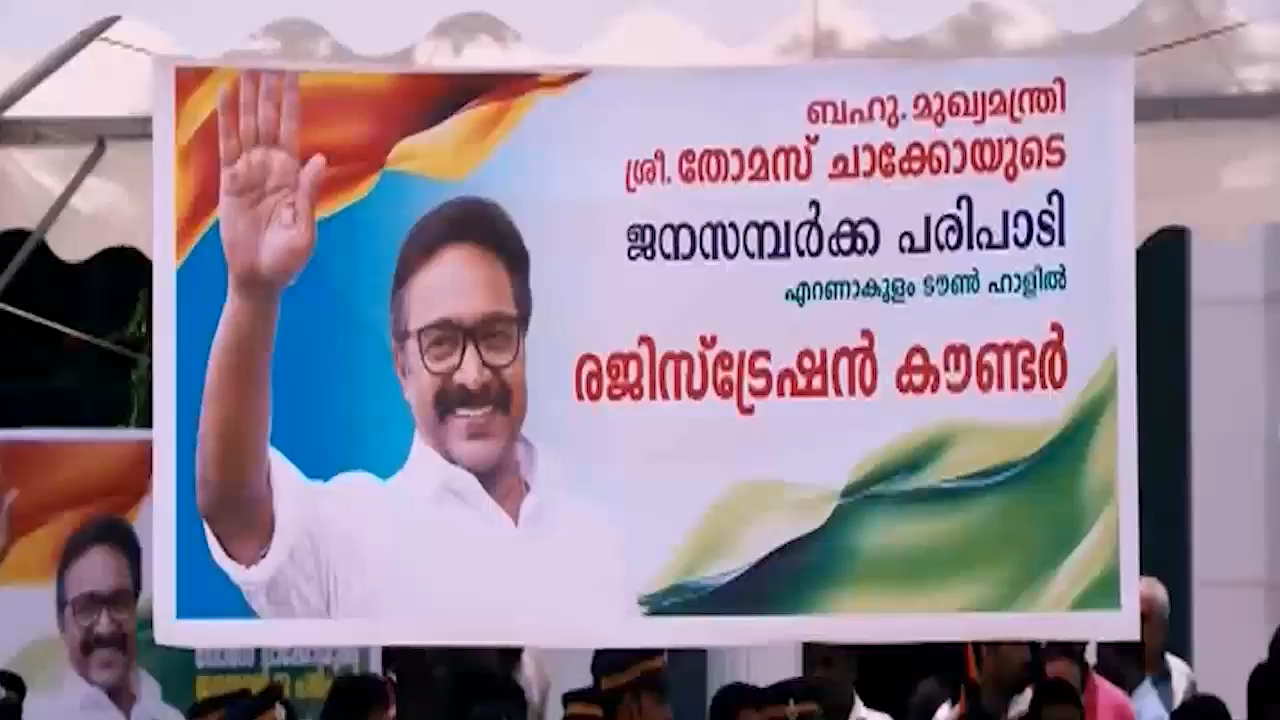 ബഹു. മുഖ്യമന്ത്രി
ശ്രീ. തോമസ് ചാക്കോയുടെ
ജനസമ്പർക്ക പരിപാടി
എറണാകുളം ടൗൺ ഹാളിൽ
രജിസ്ട്രേഷൻ കൗണ്ടർ